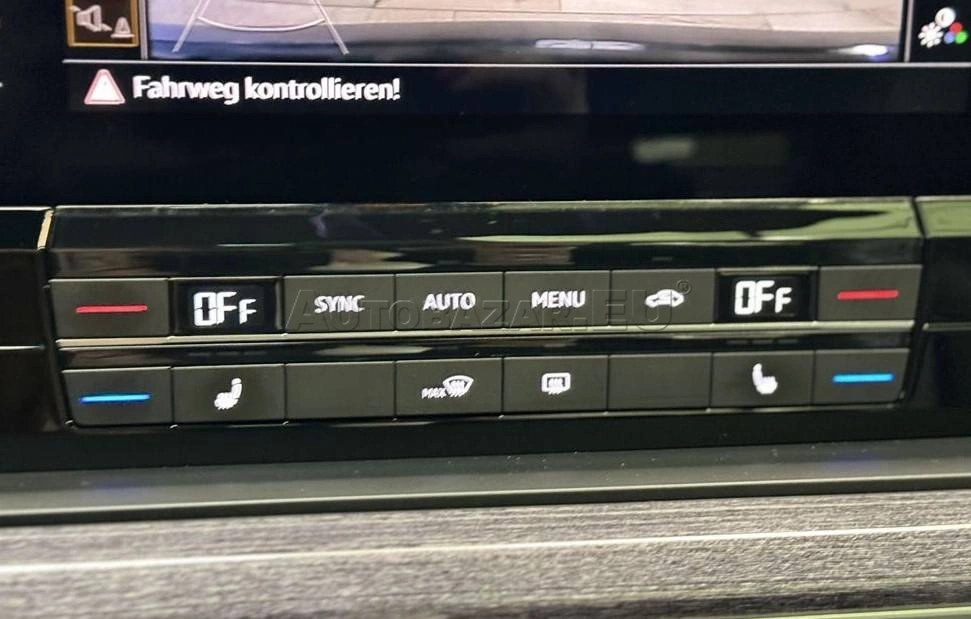 Fahrweg kontrollieren!
OFF SYNC AUTO MENU OFF
AUTOBAZAR.EU®
MAX